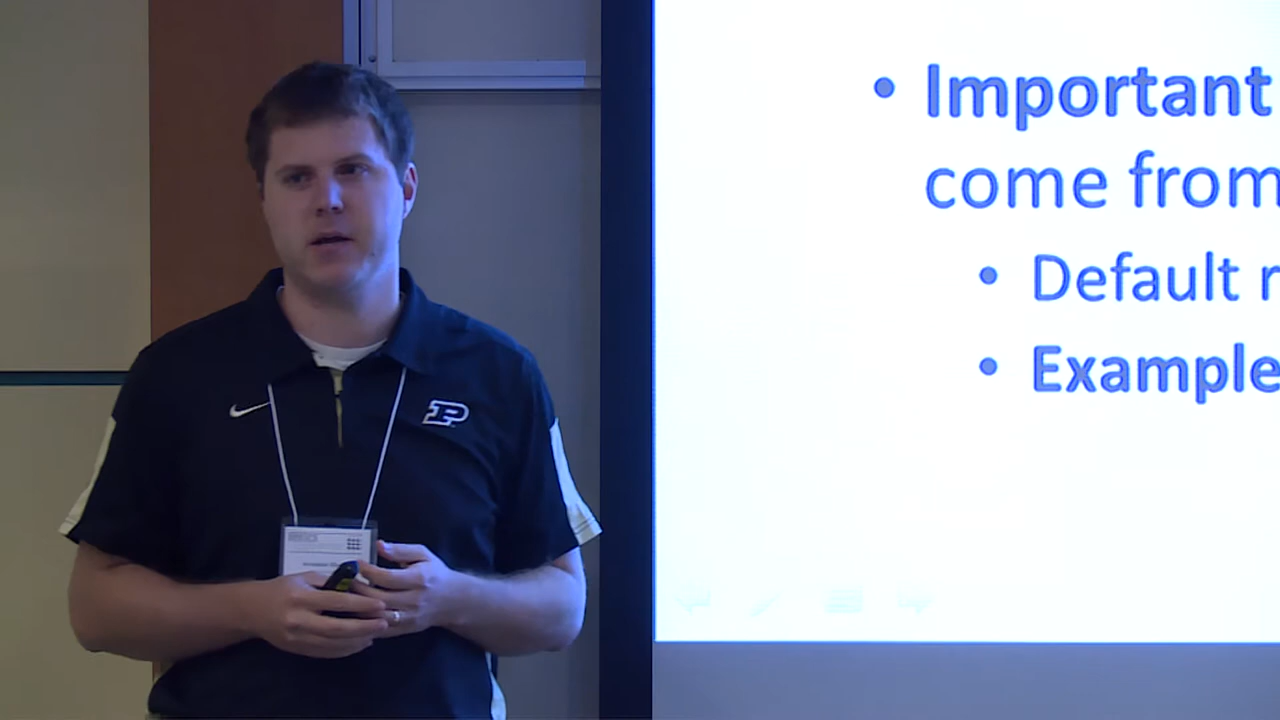 • Important
come from
• Default r
• Example
P